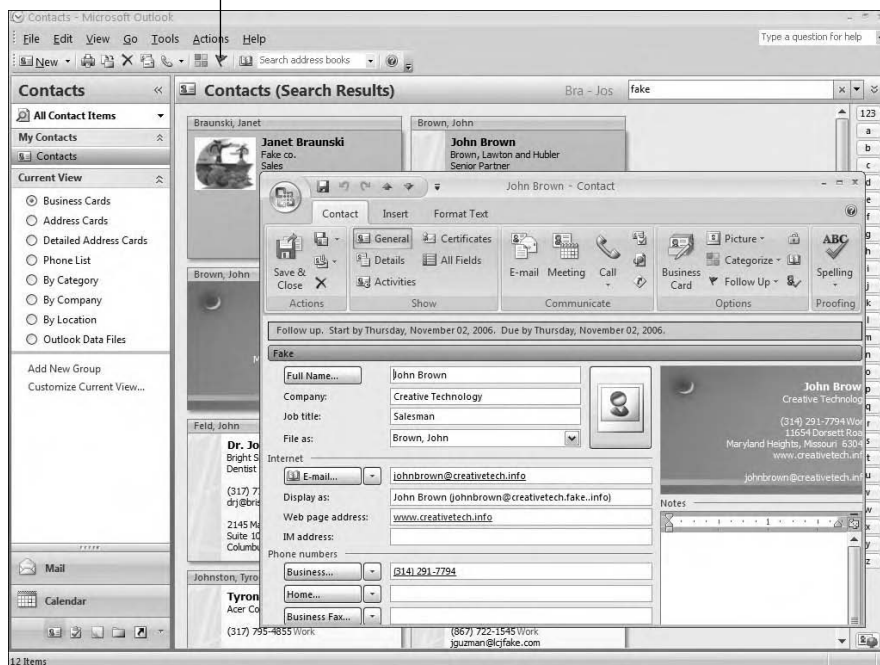 Contacts - Microsoft Outlook
File Edit View Go Tools Actions Help
Type a question for help
New
Search address books
Contacts
Contacts (Search Results)
Bra - Jos
fake
All Contact Items
My Contacts
Contacts
Current View
Business Cards
Address Cards
Detailed Address Cards
Phone List
By Category
By Company
By Location
Outlook Data Files
Add New Group
Customize Current View...
Mail
Calendar
12 Items
Braunski, Janet
Janet Braunski
Fake co.
Sales
Brown, John
John Brown
Brown, Lawton and Hubler
Senior Partner
Brown, John
Feld, John
Dr. Jo
Bright S
Dentist
(317) 7
drj@bri
2145 Ma
Suite 10
Columbu
Johnston, Tyro
Tyron
Acer Co
(317) 795-4855 Work
(867) 722-1545 Work
jguzman@lcjfake.com
John Brown - Contact
Contact Insert Format Text
Save & Close
Actions
General
Details
Activities
Certificates
All Fields
Show
E-mail
Meeting
Call
Communicate
Business Card
Picture
Categorize
Follow Up
Options
ABC
Spelling
Proofing
Follow up. Start by Thursday, November 02, 2006. Due by Thursday, November 02, 2006.
Fake
Full Name... John Brown
Company: Creative Technology
Job title: Salesman
File as: Brown, John
Internet
E-mail... johnbrown@creativetech.info
Display as: John Brown (johnbrown@creativetech.fake..info)
Web page address: www.creativetech.info
IM address:
Phone numbers
Business... (314) 291-7794
Home...
Business Fax...
John Brow
Creative Technolog
(314) 291-7794 Wor
11654 Dorsett Roa
Maryland Heights, Missouri 6304
www.creativetech.inf
johnbrown@creativetech.inf
Notes
1
123
a
b
c
d
e
f
g
h
i
j
k
l
m
n
o
p
q
r
s
t
u
v
w
x
y
z